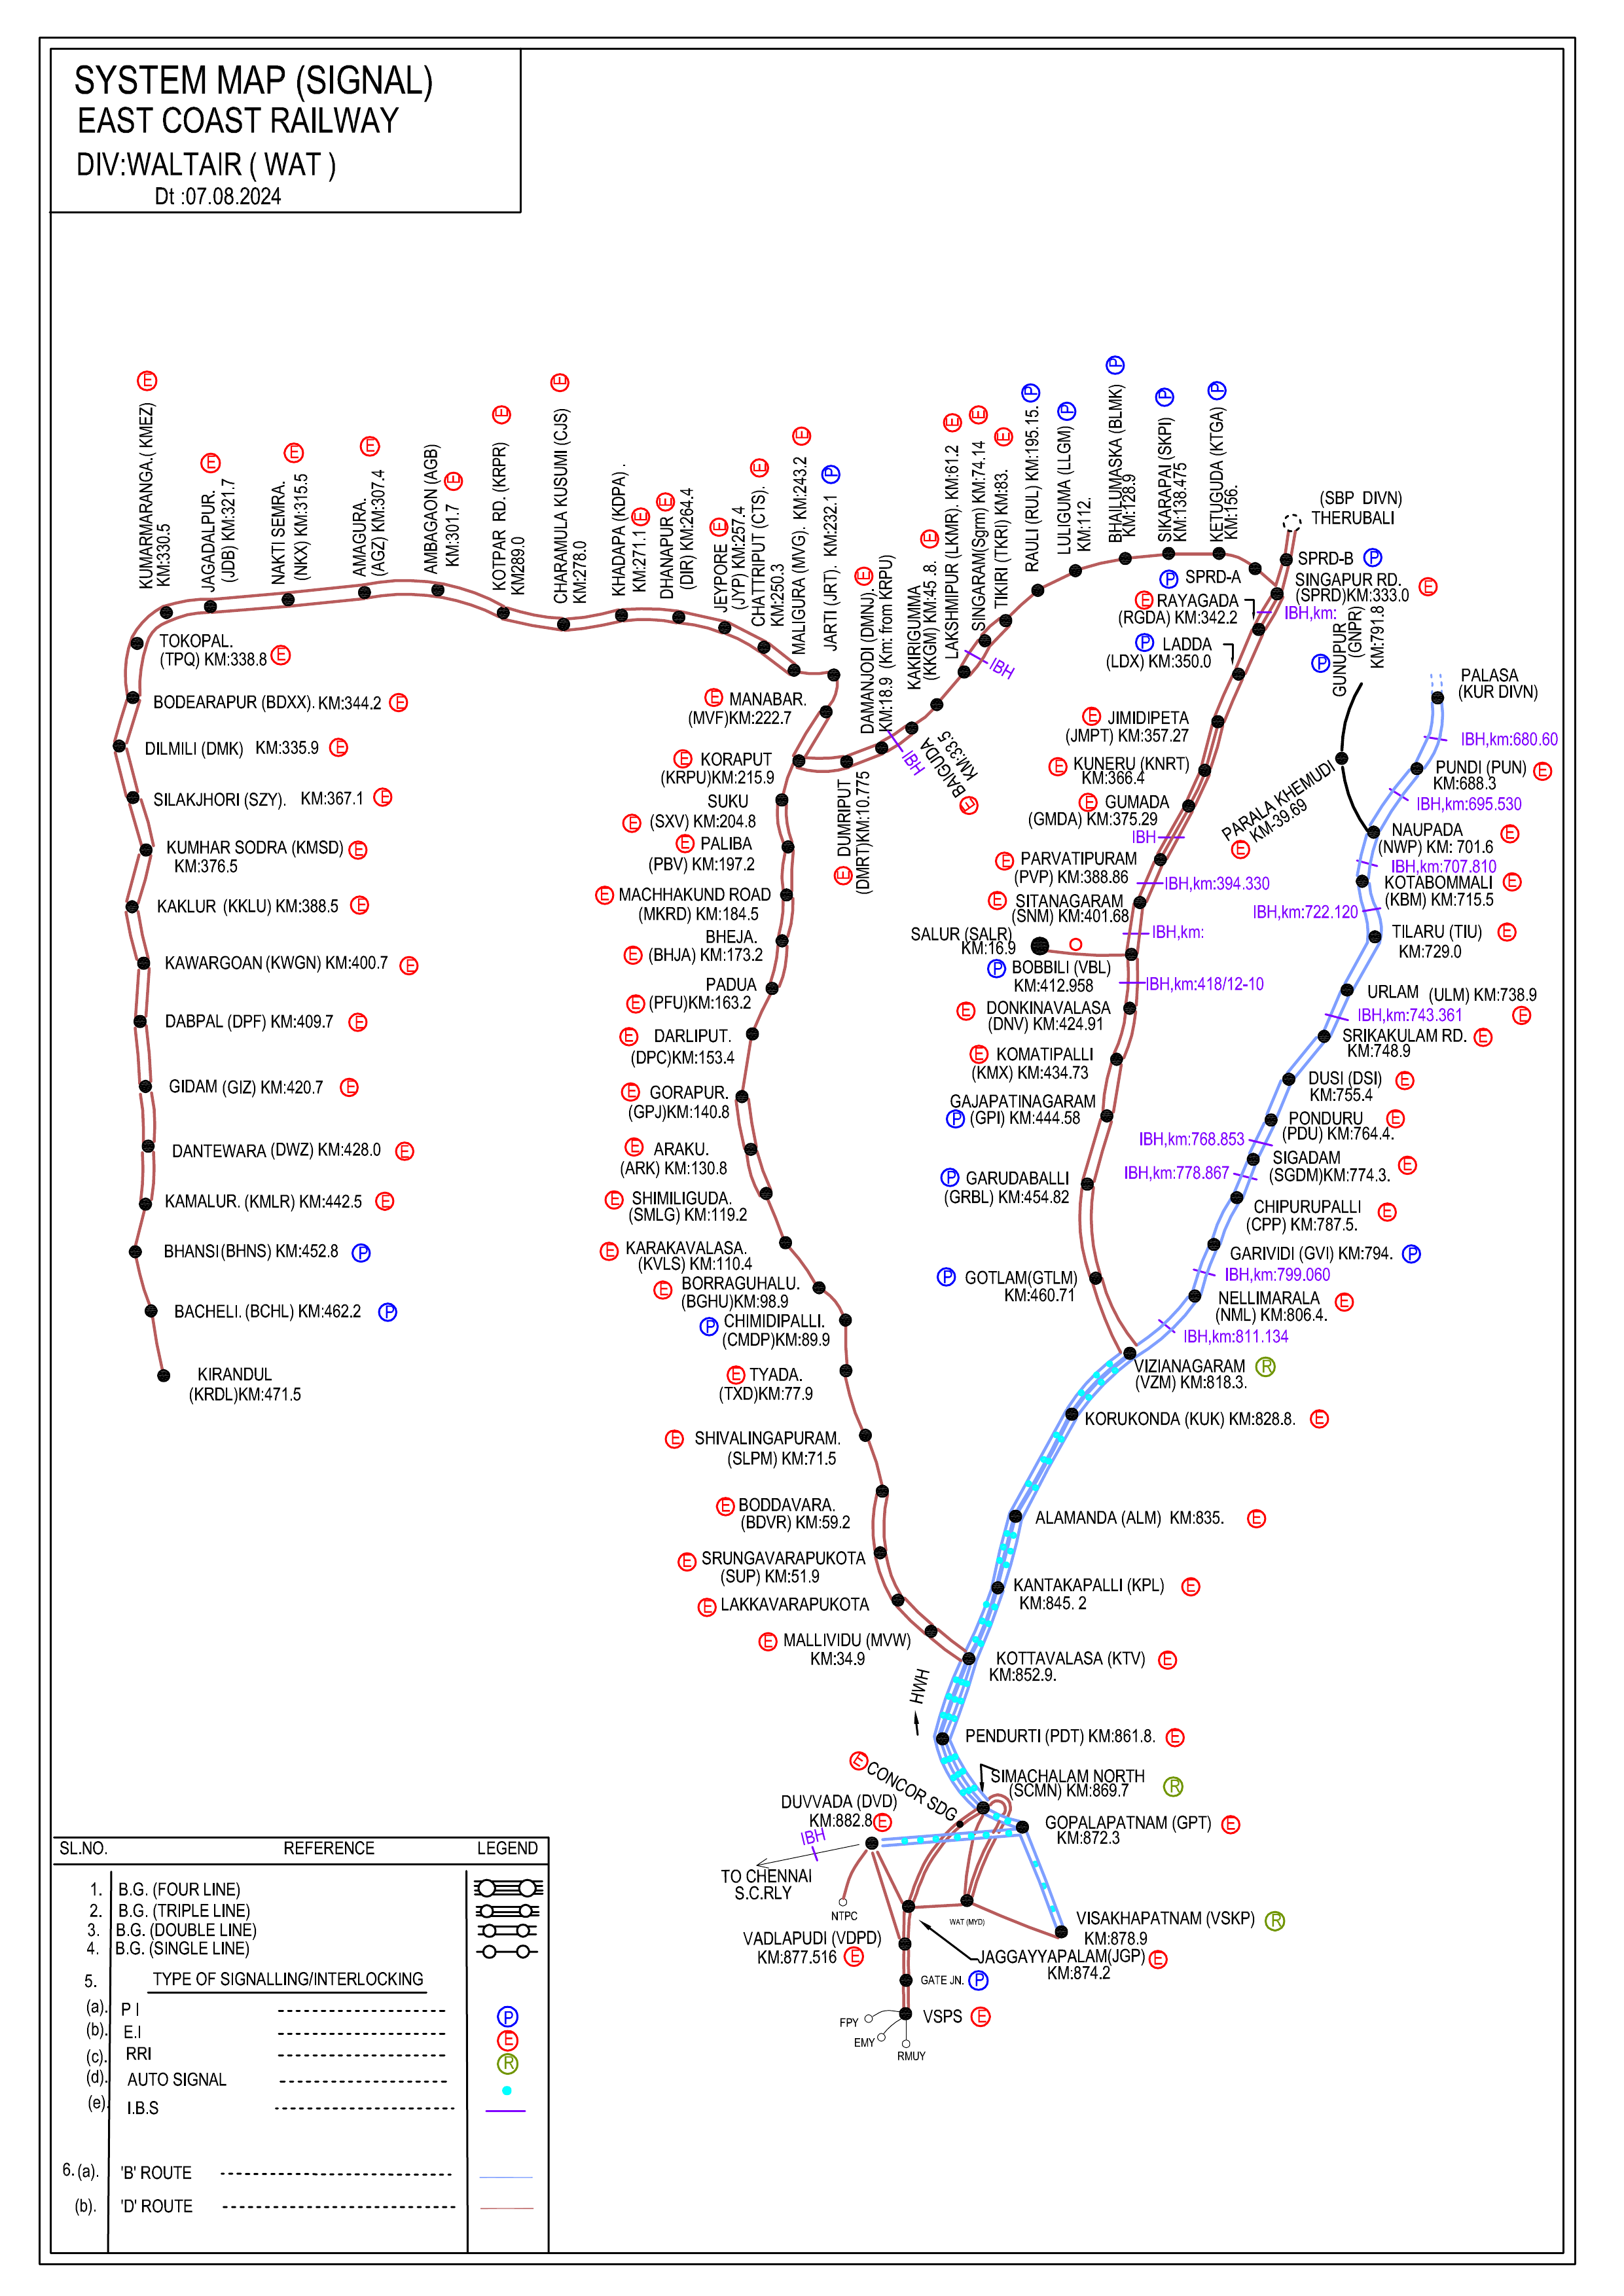 SYSTEM MAP (SIGNAL)
EAST COAST RAILWAY
DIV:WALTAIR ( WAT )
Dt :07.08.2024
KUMARMARANGA.( KMEZ)
KM:330.5
E
JAGADALPUR.
(JDB) KM:321.7
E
NAKTI SEMRA.
(NKX) KM:315.5
E
AMAGURA.
(AGZ) KM:307.4
E
AMBAGAON (AGB)
KM:301.7
E
KOTPAR RD. (KRPR)
KM289.0
E
CHARAMULA KUSUMI (CJS)
KM:278.0
E
KHADAPA (KDPA) .
KM:271.1
E
DHANAPUR
(DIR) KM:264.4
E
JEYPORE
(JYP) KM:257.4
E
CHATTRIPUT (CTS).
KM:250.3
E
MALIGURA (MVG). KM:243.2
E
JARTI (JRT). KM:232.1
P
DAMANJODI (DMNJ).
KM:18.9 (Km: from KRPU)
E
KAKIRIGUMMA
(KKGM) KM:45 .8.
E
LAKSHMIPUR (LKMR). KM:61.2
E
SINGARAM(Sgrm) KM:74.14
E
TIKIRI (TKRI) KM:83.
E
RAULI (RUL) KM:195.15.
P
LULIGUMA (LLGM)
KM:112.
P
BHAILUMASKA (BLMK)
KM:128.9
P
SIKARAPAI (SKPI)
KM:138.475
P
KETUGUDA (KTGA)
KM:156.
P
(SBP DIVN)
THERUBALI
SPRD-B P
P SPRD-A
SINGAPUR RD.
(SPRD)KM:333.0 E
E RAYAGADA
(RGDA) KM:342.2
IBH,km:
P LADDA
(LDX) KM:350.0
GUNUPUR
(GNPR)
KM:791.8
P
PALASA
(KUR DIVN)
TOKOPAL.
(TPQ) KM:338.8 E
BODEARAPUR (BDXX). KM:344.2 E
DILMILI (DMK) KM:335.9 E
SILAKJHORI (SZY). KM:367.1 E
KUMHAR SODRA (KMSD) E
KM:376.5
KAKLUR (KKLU) KM:388.5 E
KAWARGOAN (KWGN) KM:400.7 E
DABPAL (DPF) KM:409.7 E
GIDAM (GIZ) KM:420.7 E
DANTEWARA (DWZ) KM:428.0 E
KAMALUR. (KMLR) KM:442.5 E
BHANSI(BHNS) KM:452.8 P
BACHELI. (BCHL) KM:462.2 P
KIRANDUL
(KRDL)KM:471.5
E MANABAR.
(MVF)KM:222.7
E KORAPUT
(KRPU)KM:215.9
SUKU
E (SXV) KM:204.8
E PALIBA
(PBV) KM:197.2
E MACHHAKUND ROAD
(MKRD) KM:184.5
BHEJA.
E (BHJA) KM:173.2
PADUA
E (PFU)KM:163.2
E DARLIPUT.
(DPC)KM:153.4
E GORAPUR.
(GPJ)KM:140.8
E ARAKU.
(ARK) KM:130.8
E SHIMILIGUDA.
(SMLG) KM:119.2
E KARAKAVALASA.
(KVLS) KM:110.4
E BORRAGUHALU.
(BGHU)KM:98.9
P CHIMIDIPALLI.
(CMDP)KM:89.9
E TYADA.
(TXD)KM:77.9
E SHIVALINGAPURAM.
(SLPM) KM:71.5
E BODDAVARA.
(BDVR) KM:59.2
E SRUNGAVARAPUKOTA
(SUP) KM:51.9
E LAKKAVARAPUKOTA
E MALLIVIDU (MVW)
KM:34.9
DUMRIPUT
(DMRT)KM:10.775
E
IBH
BAIGUDA
KM:33.5
E
IBH
E JIMIDIPETA
(JMPT) KM:357.27
E KUNERU (KNRT)
KM:366.4
E GUMADA
(GMDA) KM:375.29
IBH
E PARVATIPURAM
(PVP) KM:388.86
IBH,km:394.330
E SITANAGARAM
(SNM) KM:401.68
IBH,km:
SALUR (SALR)
KM:16.9
P BOBBILI (VBL)
KM:412.958
IBH,km:418/12-10
E DONKINAVALASA
(DNV) KM:424.91
E KOMATIPALLI
(KMX) KM:434.73
GAJAPATINAGARAM
P (GPI) KM:444.58
P GARUDABALLI
(GRBL) KM:454.82
P GOTLAM(GTLM)
KM:460.71
PARALA KHEMUDI
KM-39.69
E
IBH,km:680.60
PUNDI (PUN) E
KM:688.3
IBH,km:695.530
NAUPADA E
(NWP) KM: 701.6
IBH,km:707.810
KOTABOMMALI E
(KBM) KM:715.5
IBH,km:722.120
TILARU (TIU) E
KM:729.0
URLAM (ULM) KM:738.9
E
IBH,km:743.361
SRIKAKULAM RD. E
KM:748.9
DUSI (DSI) E
KM:755.4
PONDURU E
(PDU) KM:764.4.
IBH,km:768.853
SIGADAM E
(SGDM)KM:774.3.
IBH,km:778.867
CHIPURUPALLI E
(CPP) KM:787.5.
GARIVIDI (GVI) KM:794. P
IBH,km:799.060
NELLIMARALA E
(NML) KM:806.4.
IBH,km:811.134
VIZIANAGARAM R
(VZM) KM:818.3.
KORUKONDA (KUK) KM:828.8. E
ALAMANDA (ALM) KM:835. E
KANTAKAPALLI (KPL) E
KM:845. 2
KOTTAVALASA (KTV) E
KM:852.9.
HWH
PENDURTI (PDT) KM:861.8. E
SIMACHALAM NORTH
(SCMN) KM:869.7 R
E CONCOR SDG
DUVVADA (DVD)
KM:882.8 E
GOPALAPATNAM (GPT) E
KM:872.3
IBH
TO CHENNAI
S.C.RLY
NTPC
WAT (MYD)
VISAKHAPATNAM (VSKP) R
KM:878.9
VADLAPUDI (VDPD)
KM:877.516 E
JAGGAYYAPALAM(JGP) E
KM:874.2
GATE JN. P
VSPS E
FPY
EMY
RMUY
SL.NO. REFERENCE LEGEND
1. B.G. (FOUR LINE)
2. B.G. (TRIPLE LINE)
3. B.G. (DOUBLE LINE)
4. B.G. (SINGLE LINE)
5. TYPE OF SIGNALLING/INTERLOCKING
(a). P I P
(b). E.I E
(c). RRI R
(d). AUTO SIGNAL
(e). I.B.S
6. (a). 'B' ROUTE
(b). 'D' ROUTE